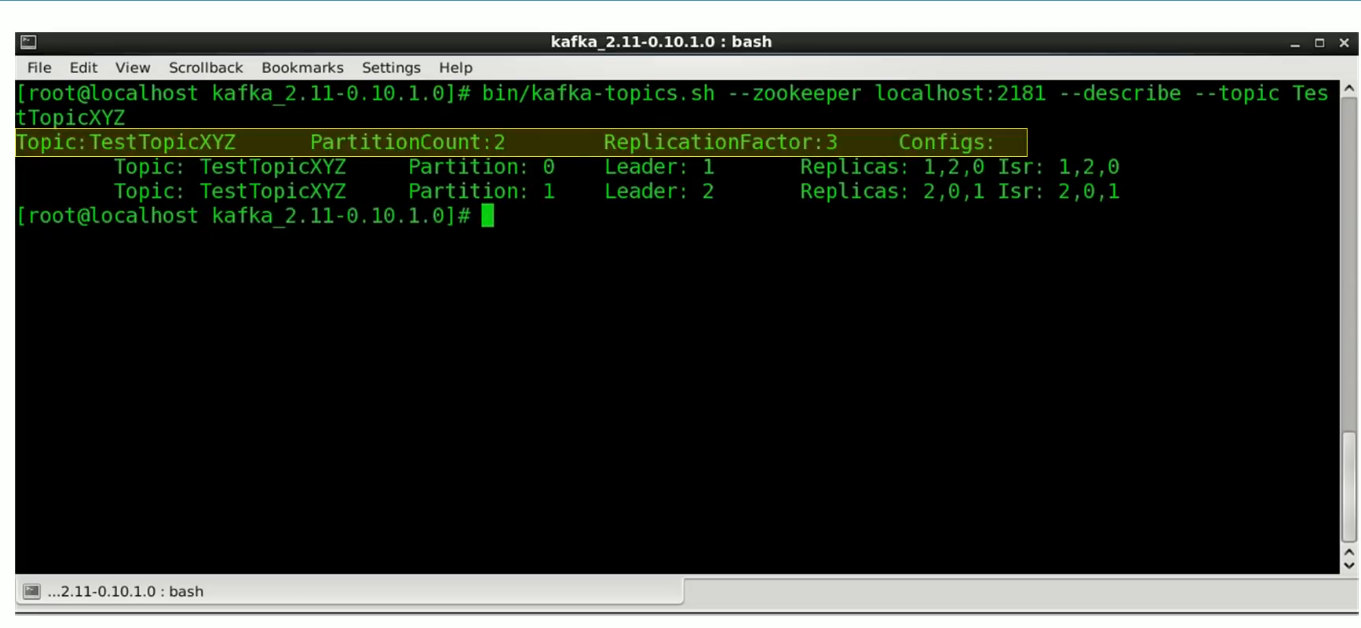 kafka_2.11-0.10.1.0 : bash
File Edit View Scrollback Bookmarks Settings Help
[root@localhost kafka_2.11-0.10.1.0]# bin/kafka-topics.sh --zookeeper localhost:2181 --describe --topic Tes
tTopicXYZ
Topic:TestTopicXYZ PartitionCount:2 ReplicationFactor:3 Configs:
Topic: TestTopicXYZ Partition: 0 Leader: 1 Replicas: 1,2,0 Isr: 1,2,0
Topic: TestTopicXYZ Partition: 1 Leader: 2 Replicas: 2,0,1 Isr: 2,0,1
[root@localhost kafka_2.11-0.10.1.0]#
...2.11-0.10.1.0 : bash